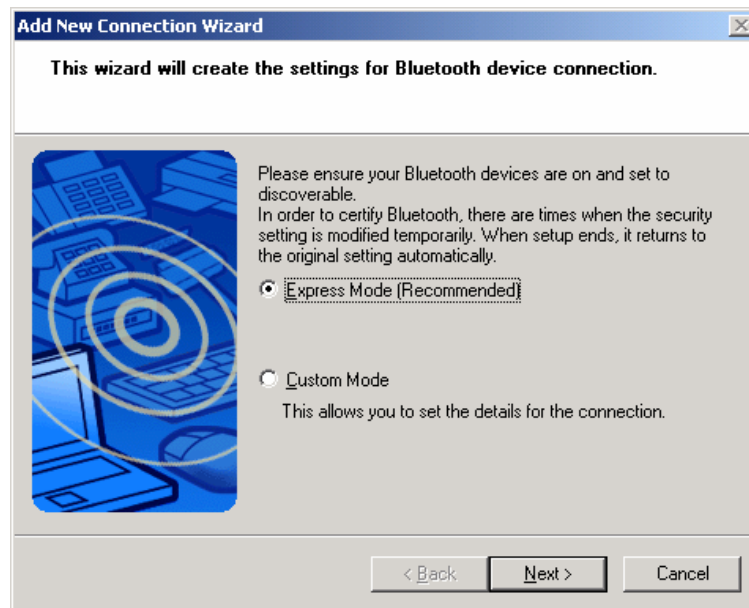 Add New Connection Wizard
This wizard will create the settings for Bluetooth device connection.
Please ensure your Bluetooth devices are on and set to
discoverable.
In order to certify Bluetooth, there are times when the security
setting is modified temporarily. When setup ends, it returns to
the original setting automatically.
Express Mode (Recommended)
Custom Mode
This allows you to set the details for the connection.
< Back Next > Cancel